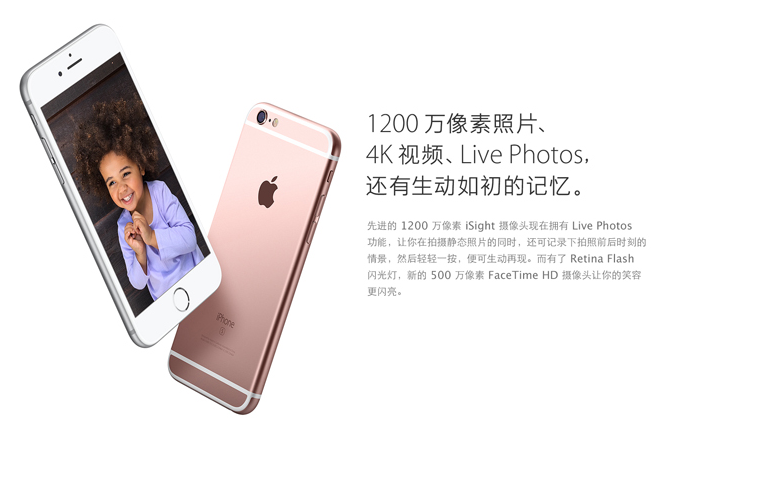 1200 万像素照片、
4K 视频、Live Photos，
还有生动如初的记忆。
先进的 1200 万像素 iSight 摄像头现在拥有 Live Photos
功能，让你在拍摄静态照片的同时，还可记录下拍照前后时刻的
情景，然后轻轻一按，便可生动再现。而有了 Retina Flash
闪光灯，新的 500 万像素 FaceTime HD 摄像头让你的笑容
更闪亮。
iPhone
S